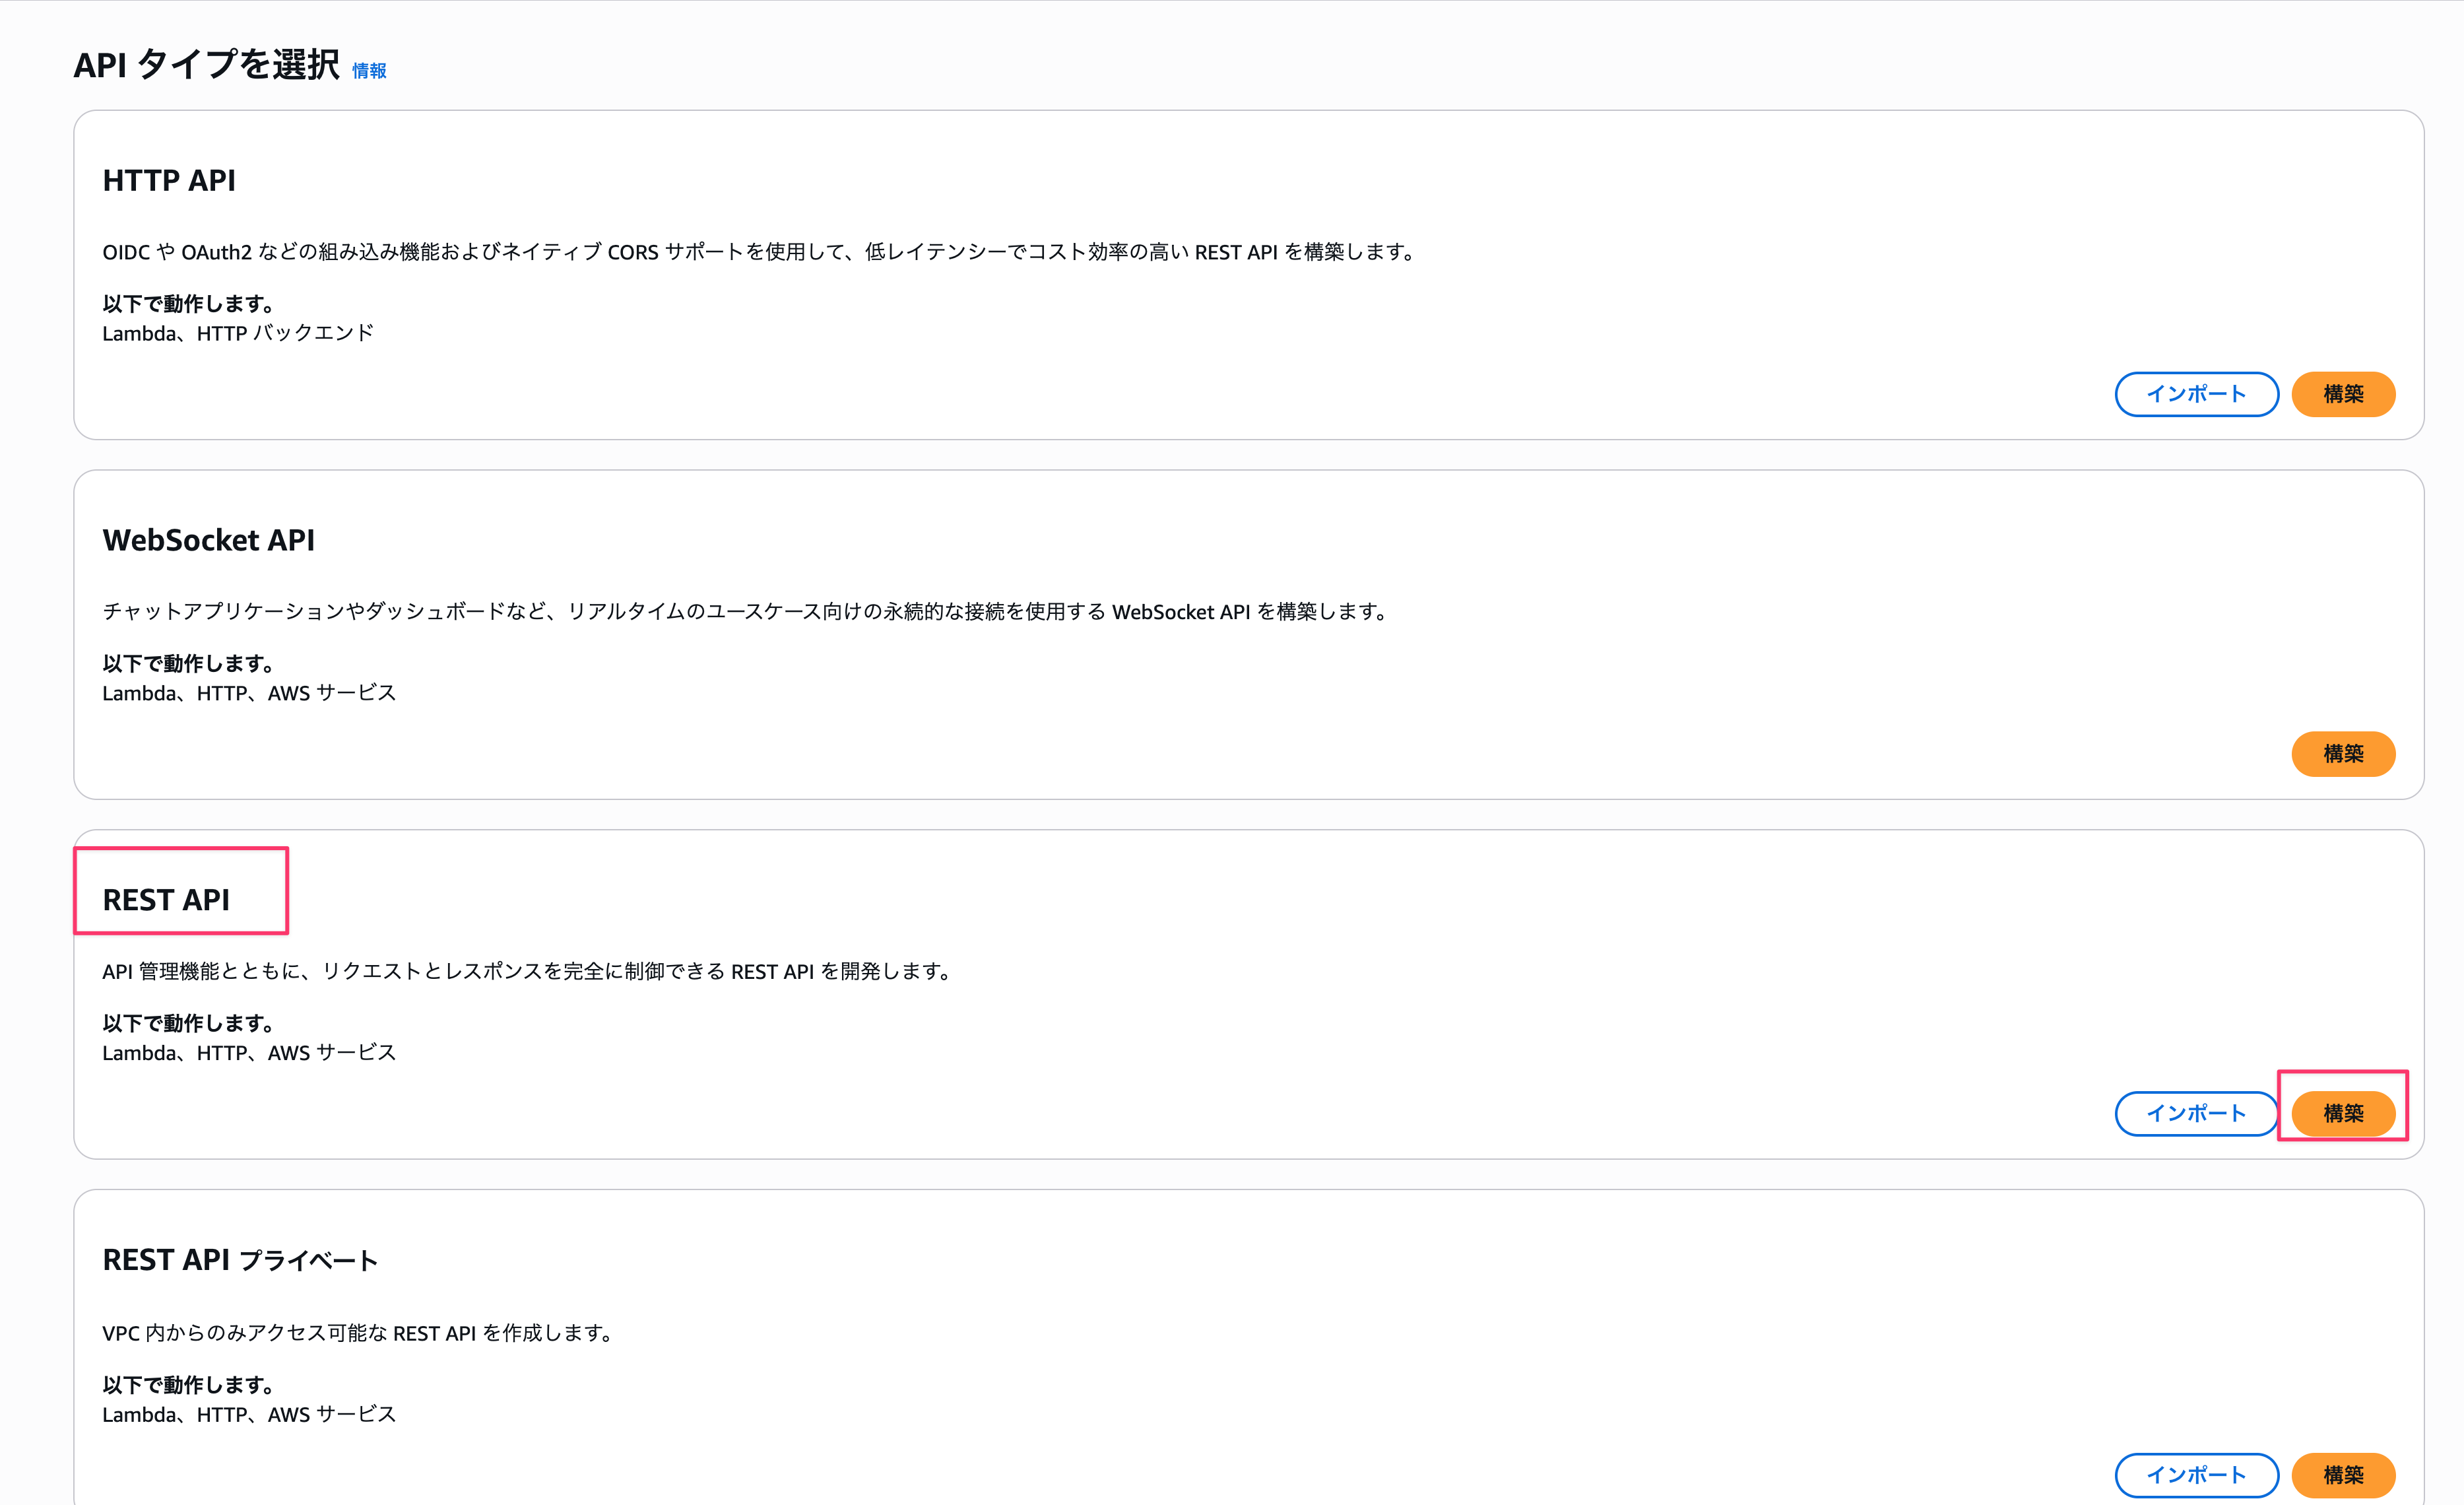 API タイプを選択 情報
HTTP API
OIDC や OAuth2 などの組み込み機能およびネイティブ CORS サポートを使用して、低レイテンシーでコスト効率の高い REST API を構築します。
以下で動作します。
Lambda、HTTP バックエンド
インポート 構築
WebSocket API
チャットアプリケーションやダッシュボードなど、リアルタイムのユースケース向けの永続的な接続を使用する WebSocket API を構築します。
以下で動作します。
Lambda、HTTP、AWS サービス
構築
REST API
API 管理機能とともに、リクエストとレスポンスを完全に制御できる REST API を開発します。
以下で動作します。
Lambda、HTTP、AWS サービス
インポート 構築
REST API プライベート
VPC 内からのみアクセス可能な REST API を作成します。
以下で動作します。
Lambda、HTTP、AWS サービス
インポート 構築